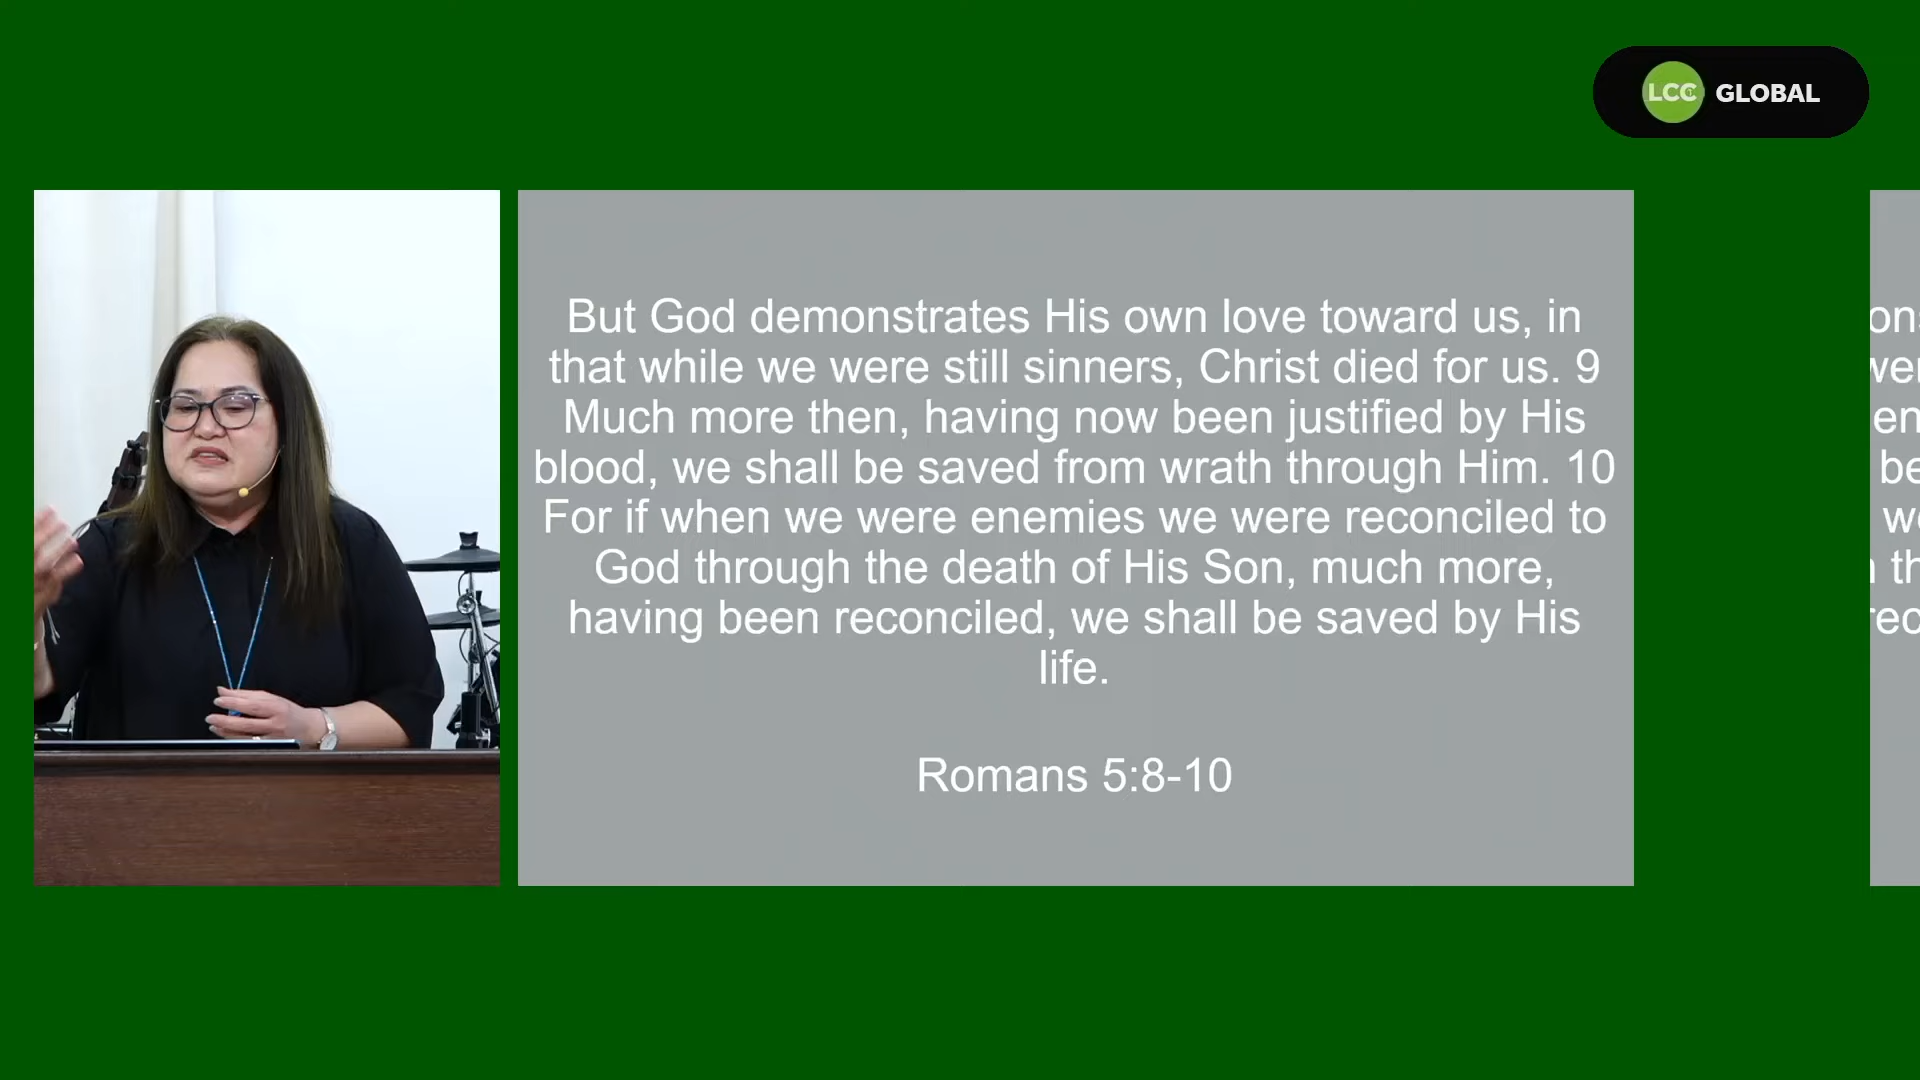 LCC GLOBAL
But God demonstrates His own love toward us, in
that while we were still sinners, Christ died for us. 9
Much more then, having now been justified by His
blood, we shall be saved from wrath through Him. 10
For if when we were enemies we were reconciled to
God through the death of His Son, much more,
having been reconciled, we shall be saved by His
life.
Romans 5:8-10